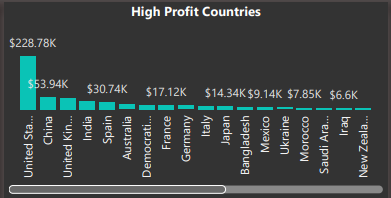 High Profit Countries
$228.78K
$53.94K
$30.74K
$17.12K
$14.34K
$9.14K
$7.85K
$6.6K
United Sta...
China
United Kin...
India
Spain
Australia
Democrati...
France
Germany
Italy
Japan
Bangladesh
Mexico
Ukraine
Morocco
Saudi Ara...
Iraq
New Zeala...